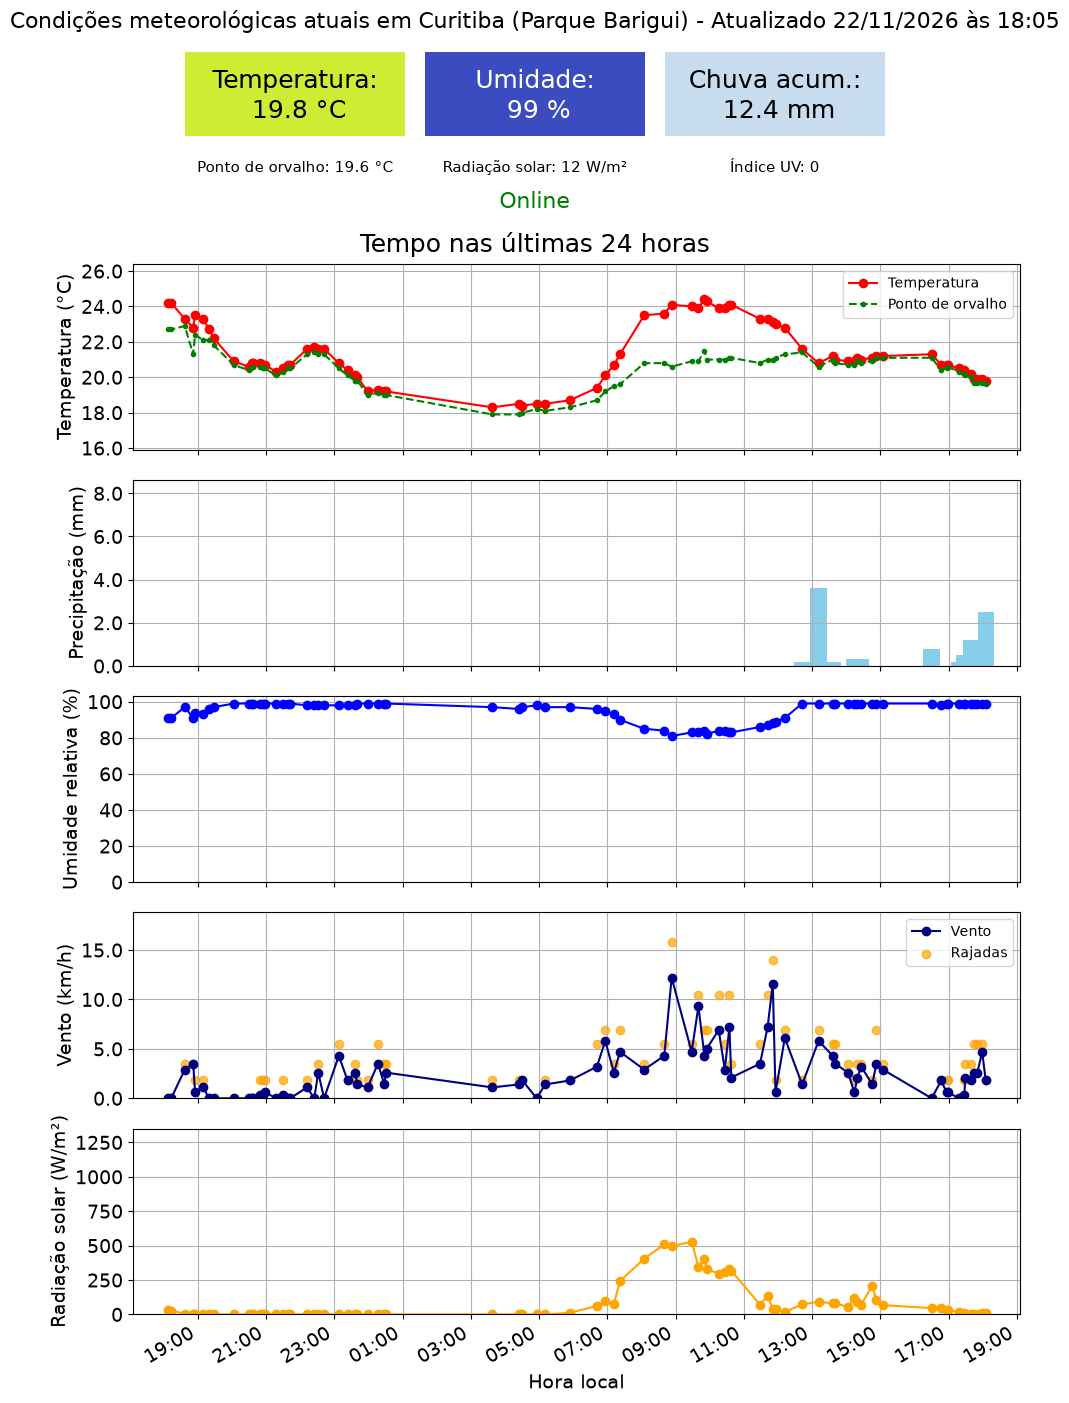 Condições meteorológicas atuais em Curitiba (Parque Barigui) - Atualizado 22/11/2026 às 18:05
Temperatura:
19.8 °C
Umidade:
99 %
Chuva acum.:
12.4 mm
Ponto de orvalho: 19.6 °C
Radiação solar: 12 W/m²
Índice UV: 0
Online
Tempo nas últimas 24 horas
Temperatura (°C)
26.0
24.0
22.0
20.0
18.0
16.0
Temperatura
Ponto de orvalho
Precipitação (mm)
8.0
6.0
4.0
2.0
0.0
Umidade relativa (%)
100
80
60
40
20
0
Vento (km/h)
15.0
10.0
5.0
0.0
Vento
Rajadas
Radiação solar (W/m²)
1250
1000
750
500
250
0
19:00
21:00
23:00
01:00
03:00
05:00
07:00
09:00
11:00
13:00
15:00
17:00
19:00
Hora local